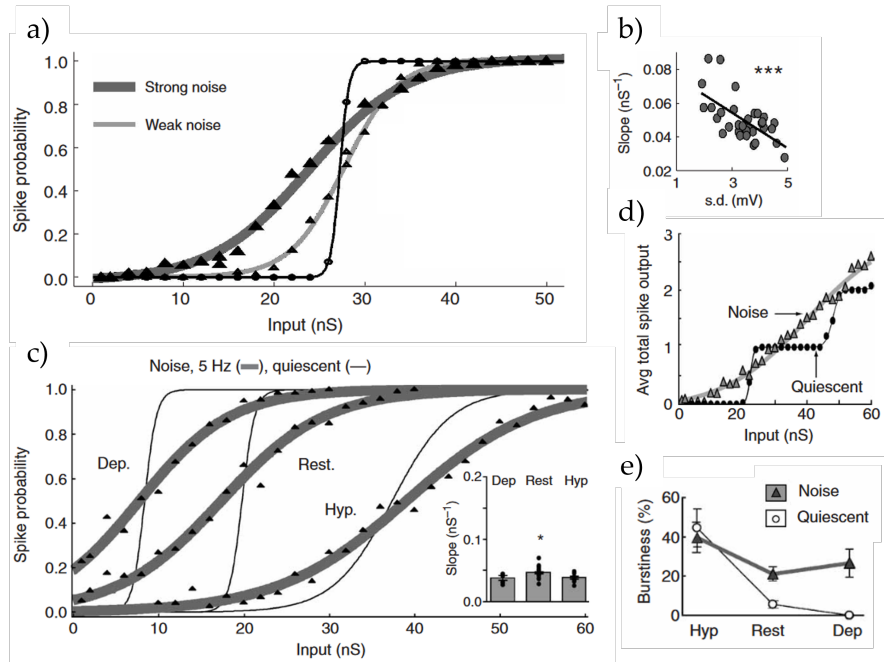 a)
1.0
0.8
0.6
0.4
0.2
0.0
Spike probability
Strong noise
Weak noise
0
10
20
30
40
50
Input (nS)
b)
***
0.08
0.06
0.04
0.02
Slope (nS⁻¹)
1
3
5
s.d. (mV)
d)
3
2
1
0
Avg total spike output
Noise
Quiescent
0
20
40
60
Input (nS)
c)
Noise, 5 Hz (—), quiescent (—)
1.0
0.8
0.6
0.4
0.2
0.0
Spike probability
Dep.
Rest.
Hyp.
0
10
20
30
40
50
60
Input (nS)
0.2
0.1
0.0
Slope (nS⁻¹)
Dep Rest Hyp
*
e)
60
40
20
0
Burstiness (%)
Noise
Quiescent
Hyp Rest Dep